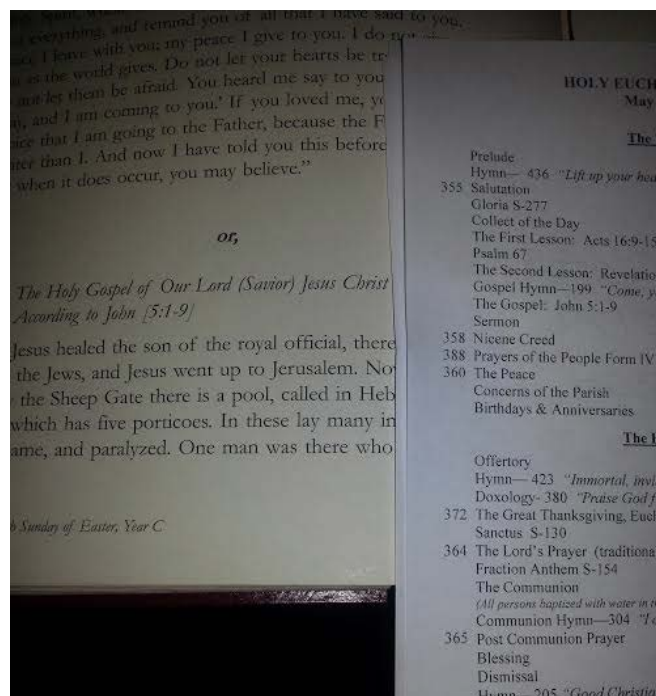 everything, and remind you of all that I have said to you.
I leave with you; my peace I give to you. I do not
as the world gives. Do not let your hearts be
not let them be afraid. You heard me say to you
and I am coming to you.' If you loved me,
that I am going to the Father, because the F
than I. And now I have told you this before
when it does occur, you may believe."
or,
The Holy Gospel of Our Lord (Savior) Jesus Christ
According to John [5:1-9]
Jesus healed the son of the royal official, there
the Jews, and Jesus went up to Jerusalem. No
the Sheep Gate there is a pool, called in Heb
which has five porticoes. In these lay many in
ame, and paralyzed. One man was there who
Sunday of Easter, Year C
HOLY EUCH
May
The
Prelude
Hymn— 436 "Lift up your hea
355 Salutation
Gloria S-277
Collect of the Day
The First Lesson: Acts 16:9-15
Psalm 67
The Second Lesson: Revelatio
Gospel Hymn—199 "Come, y
The Gospel: John 5:1-9
Sermon
358 Nicene Creed
388 Prayers of the People Form IV
360 The Peace
Concerns of the Parish
Birthdays & Anniversaries
The H
Offertory
Hymn— 423 "Immortal, invi
Doxology- 380 "Praise God f
372 The Great Thanksgiving, Eucl
Sanctus S-130
364 The Lord's Prayer (traditiona
Fraction Anthem S-154
The Communion
(All persons baptized with water in t
Communion Hymn—304 "I c
365 Post Communion Prayer
Blessing
Dismissal
Hymn— 205 "Good Christia